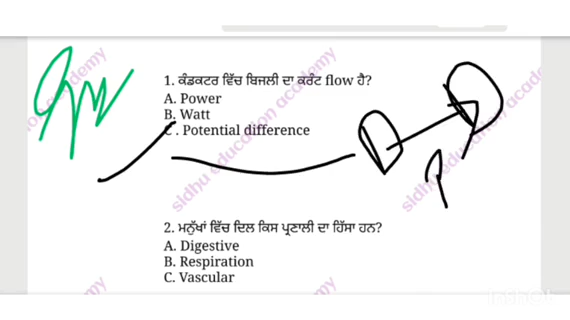 1. ਕੰਡਕਟਰ ਵਿੱਚ ਬਿਜਲੀ ਦਾ ਕਰੰਟ flow ਹੈ?
A. Power
B. Watt
C . Potential difference
2. ਮਨੁੱਖਾਂ ਵਿੱਚ ਦਿਲ ਕਿਸ ਪ੍ਰਣਾਲੀ ਦਾ ਹਿੱਸਾ ਹਨ?
A. Digestive
B. Respiration
C. Vascular
sidhu education academy